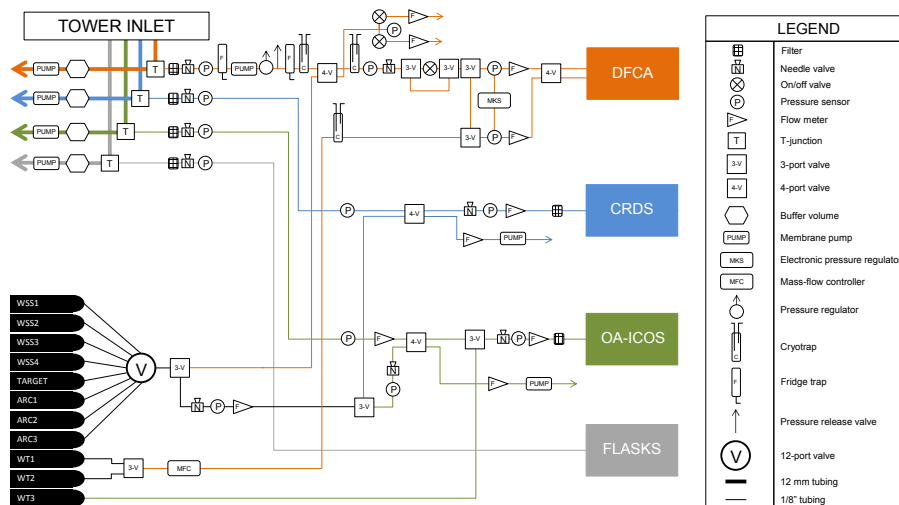 TOWER INLET
F
F
P
PUMP
T
N
P
F
PUMP
F
C
C
4-V
P
N
3-V
3-V
3-V
P
F
4-V
DFCA
PUMP
T
N
P
MKS
PUMP
T
N
P
C
3-V
P
F
PUMP
T
N
P
P
4-V
N
P
F
CRDS
F
PUMP
WSS1
WSS2
WSS3
WSS4
TARGET
ARC1
ARC2
ARC3
WT1
WT2
WT3
V
3-V
N
P
F
3-V
3-V
MFC
P
F
4-V
3-V
N
P
F
OA-ICOS
N
P
F
PUMP
FLASKS
LEGEND
Filter
N Needle valve
On/off valve
P Pressure sensor
F Flow meter
T T-junction
3-V 3-port valve
4-V 4-port valve
Buffer volume
PUMP Membrane pump
MKS Electronic pressure regulator
MFC Mass-flow controller
Pressure regulator
C Cryotrap
F Fridge trap
Pressure release valve
V 12-port valve
12 mm tubing
1/8" tubing